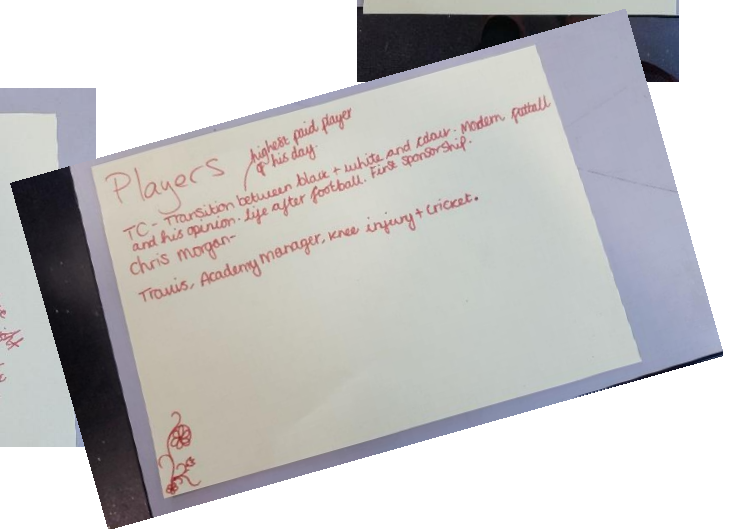 Players
highest paid player
of his day.
TC - Transition between black + white and colour. Modern football
and his opinion. life after football. First sponsorship.
Chris Morgan -
Travis, Academy Manager, knee injury + cricket.